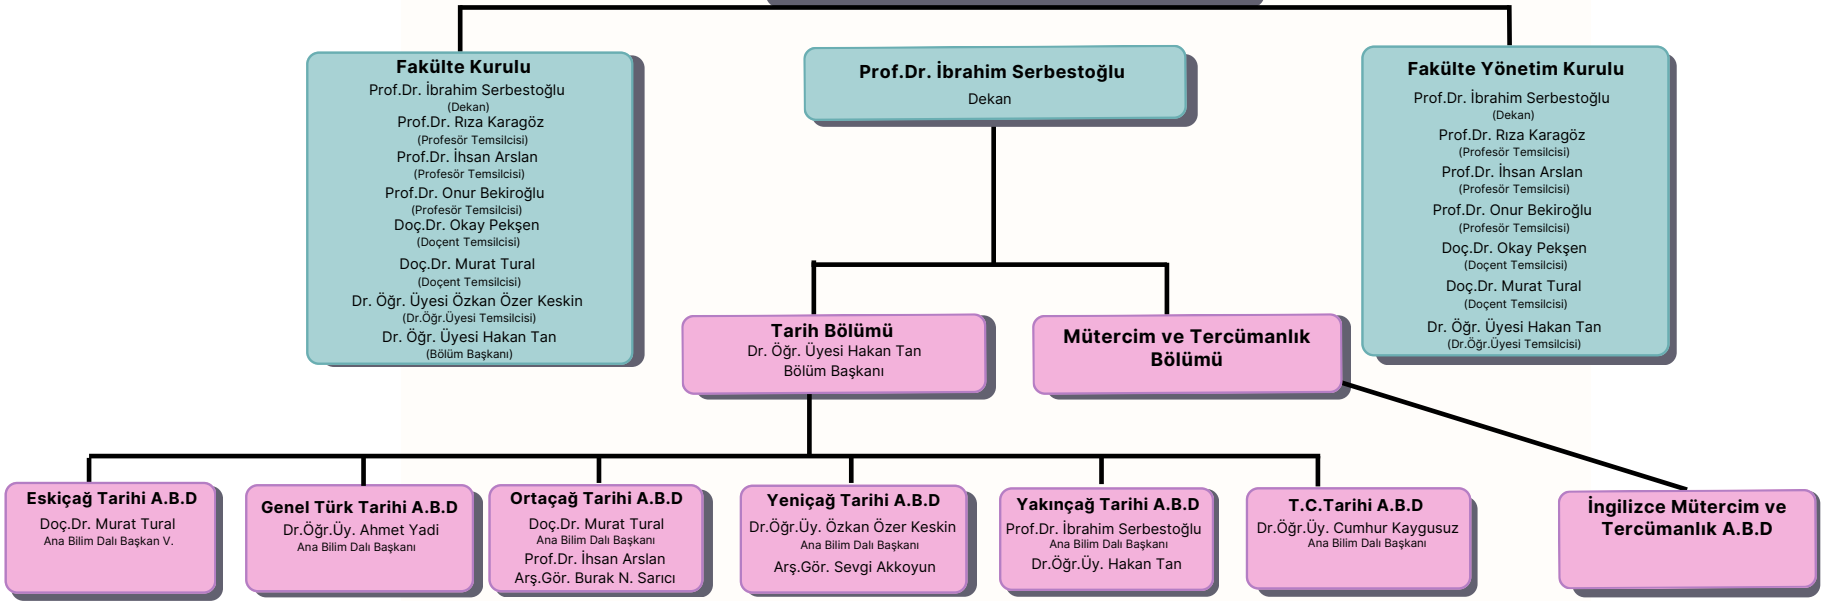 Fakülte Kurulu
Prof.Dr. İbrahim Serbestoğlu
(Dekan)
Prof.Dr. Rıza Karagöz
(Profesör Temsilcisi)
Prof.Dr. İhsan Arslan
(Profesör Temsilcisi)
Prof.Dr. Onur Bekiroğlu
(Profesör Temsilcisi)
Doç.Dr. Okay Pekşen
(Doçent Temsilcisi)
Doç.Dr. Murat Tural
(Doçent Temsilcisi)
Dr. Öğr. Üyesi Özkan Özer Keskin
(Dr.Öğr.Üyesi Temsilcisi)
Dr. Öğr. Üyesi Hakan Tan
(Bölüm Başkanı)
Prof.Dr. İbrahim Serbestoğlu
Dekan
Fakülte Yönetim Kurulu
Prof.Dr. İbrahim Serbestoğlu
(Dekan)
Prof.Dr. Rıza Karagöz
(Profesör Temsilcisi)
Prof.Dr. İhsan Arslan
(Profesör Temsilcisi)
Prof.Dr. Onur Bekiroğlu
(Profesör Temsilcisi)
Doç.Dr. Okay Pekşen
(Doçent Temsilcisi)
Doç.Dr. Murat Tural
(Doçent Temsilcisi)
Dr. Öğr. Üyesi Hakan Tan
(Dr.Öğr.Üyesi Temsilcisi)
Tarih Bölümü
Dr. Öğr. Üyesi Hakan Tan
Bölüm Başkanı
Mütercim ve Tercümanlık
Bölümü
Eskiçağ Tarihi A.B.D
Doç.Dr. Murat Tural
Ana Bilim Dalı Başkan V.
Genel Türk Tarihi A.B.D
Dr.Öğr.Üy. Ahmet Yadi
Ana Bilim Dalı Başkanı
Ortaçağ Tarihi A.B.D
Doç.Dr. Murat Tural
Ana Bilim Dalı Başkanı
Prof.Dr. İhsan Arslan
Arş.Gör. Burak N. Sarıcı
Yeniçağ Tarihi A.B.D
Dr.Öğr.Üy. Özkan Özer Keskin
Ana Bilim Dalı Başkanı
Arş.Gör. Sevgi Akkoyun
Yakınçağ Tarihi A.B.D
Prof.Dr. İbrahim Serbestoğlu
Ana Bilim Dalı Başkanı
Dr.Öğr.Üy. Hakan Tan
T.C.Tarihi A.B.D
Dr.Öğr.Üy. Cumhur Kaygusuz
Ana Bilim Dalı Başkanı
İngilizce Mütercim ve
Tercümanlık A.B.D